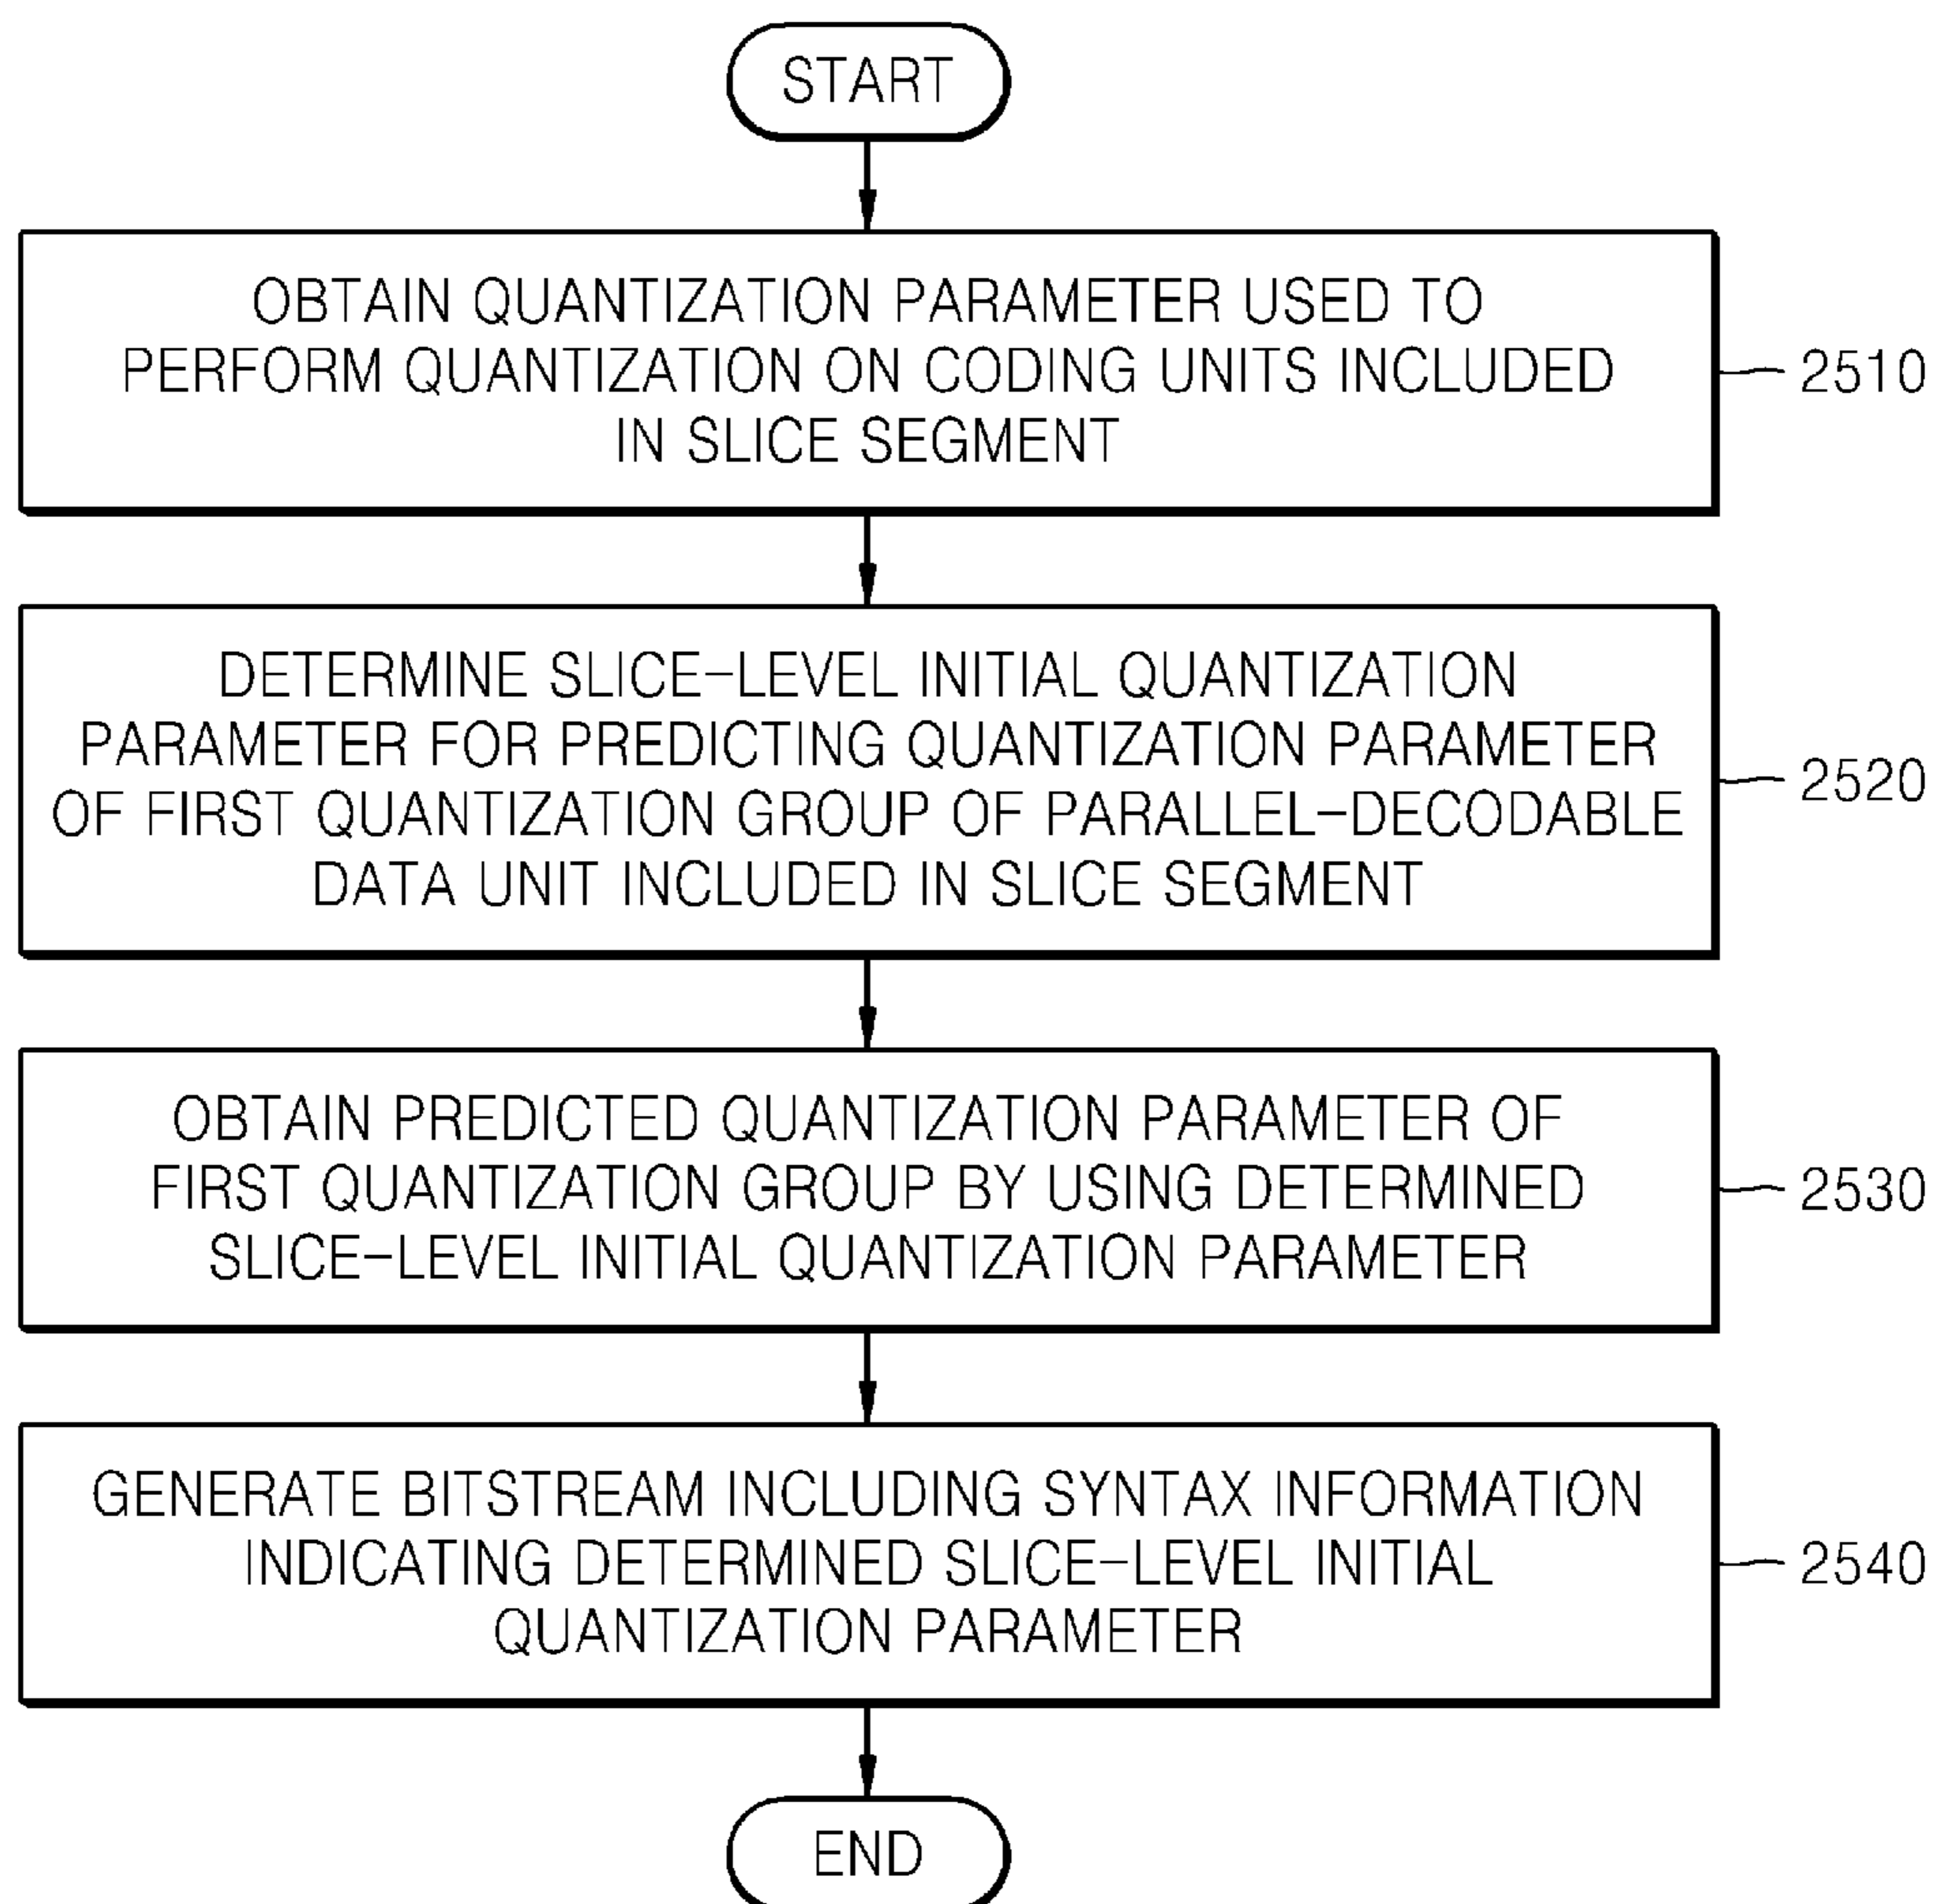 START
OBTAIN QUANTIZATION PARAMETER USED TO
PERFORM QUANTIZATION ON CODING UNITS INCLUDED
IN SLICE SEGMENT
2510
DETERMINE SLICE-LEVEL INITIAL QUANTIZATION
PARAMETER FOR PREDICTING QUANTIZATION PARAMETER
OF FIRST QUANTIZATION GROUP OF PARALLEL-DECODABLE
DATA UNIT INCLUDED IN SLICE SEGMENT
2520
OBTAIN PREDICTED QUANTIZATION PARAMETER OF
FIRST QUANTIZATION GROUP BY USING DETERMINED
SLICE-LEVEL INITIAL QUANTIZATION PARAMETER
2530
GENERATE BITSTREAM INCLUDING SYNTAX INFORMATION
INDICATING DETERMINED SLICE-LEVEL INITIAL
QUANTIZATION PARAMETER
2540
END